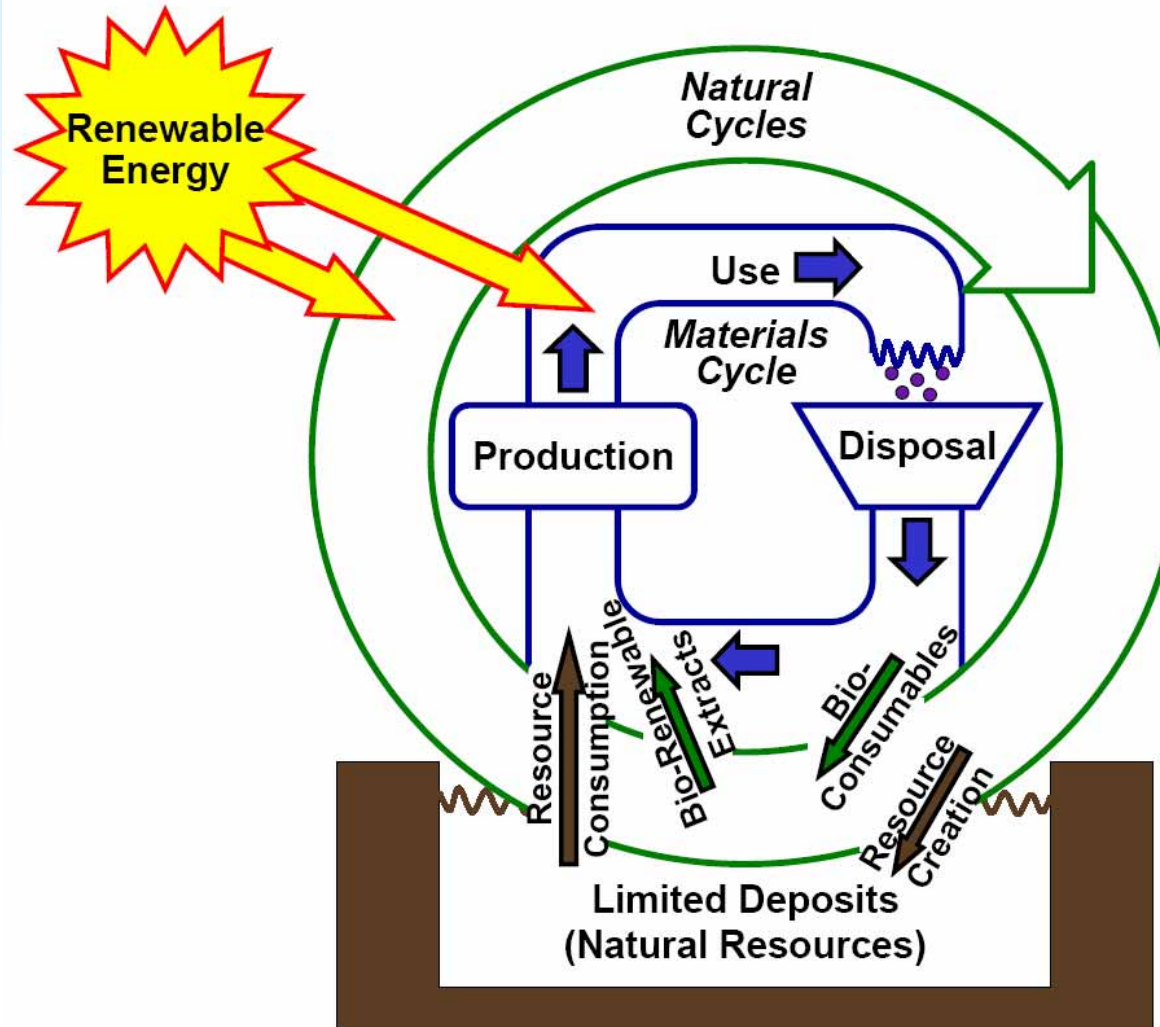 Renewable
Energy
Natural
Cycles
Use
Materials
Cycle
Production
Disposal
Resource
Consumption
Bio-Renewable
Extracts
Bio-
Consumables
Resource
Creation
Limited Deposits
(Natural Resources)